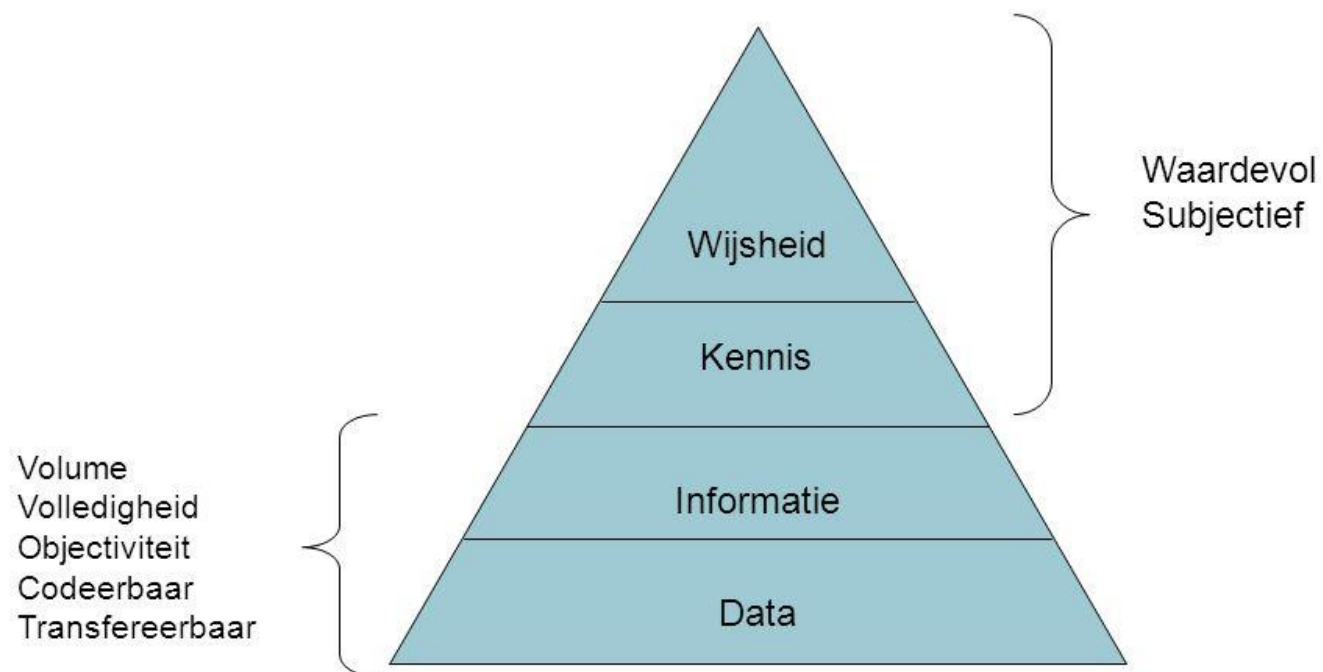 Waardevol
Subjectief
Wijsheid
Kennis
Informatie
Data
Volume
Volledigheid
Objectiviteit
Codeerbaar
Transfereerbaar